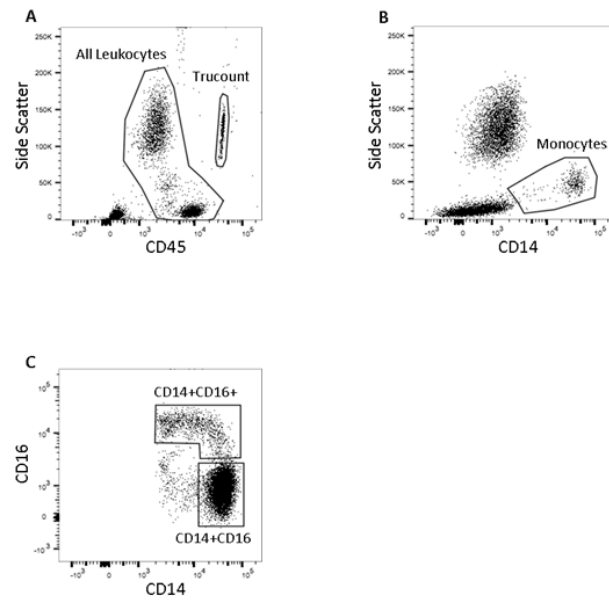 A
All Leukocytes
Trucount
Side Scatter
250K
200K
150K
100K
50K
0
-10³ 0 10³ 10⁴ 10⁵
CD45
B
Monocytes
Side Scatter
250K
200K
150K
100K
50K
0
-10³ 0 10³ 10⁴ 10⁵
CD14
C
CD14+CD16+
CD16
10⁵
10⁴
10³
0
-10³
CD14+CD16
-10³ 0 10³ 10⁴ 10⁵
CD14